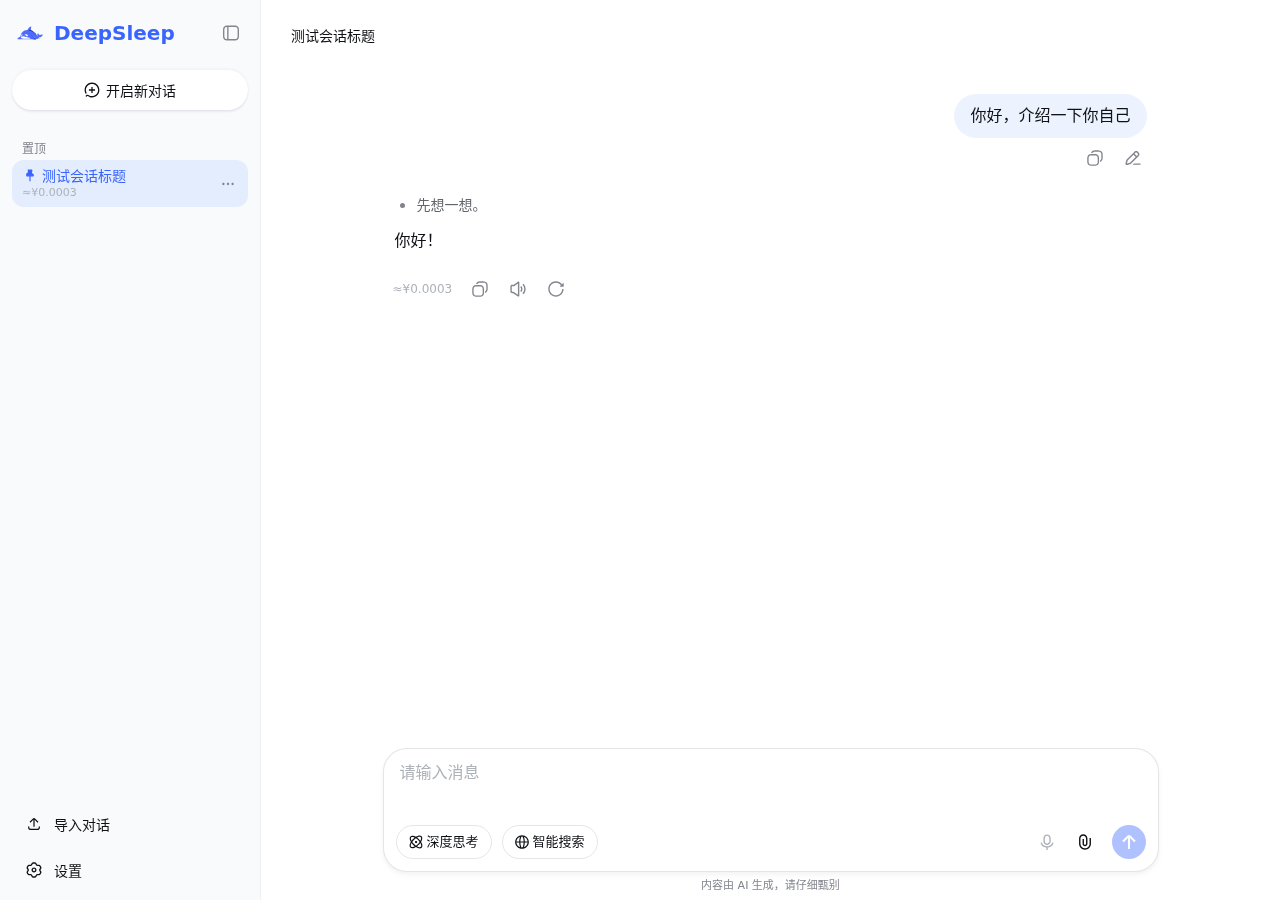 DeepSleep
开启新对话
置顶
测试会话标题
≈¥0.0003
导入对话
设置
测试会话标题
你好，介绍一下你自己
先想一想。
你好！
≈¥0.0003
请输入消息
深度思考
智能搜索
内容由 AI 生成，请仔细甄别